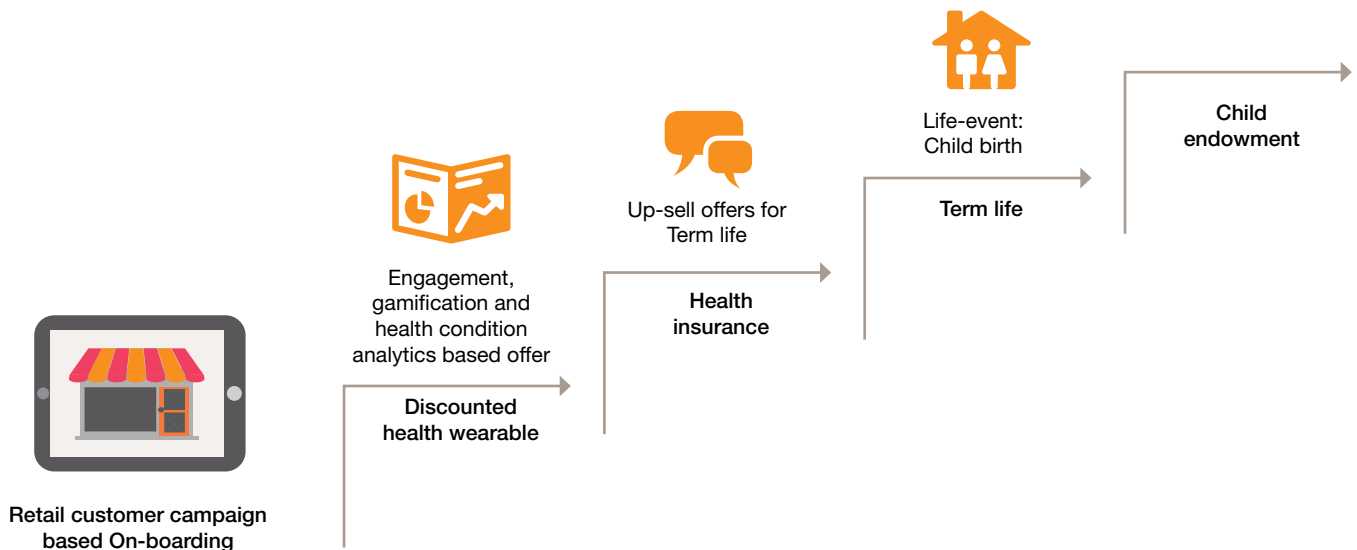 Retail customer campaign
based On-boarding
Engagement,
gamification and
health condition
analytics based offer
Discounted
health wearable
Up-sell offers for
Term life
Health
insurance
Life-event:
Child birth
Term life
Child
endowment